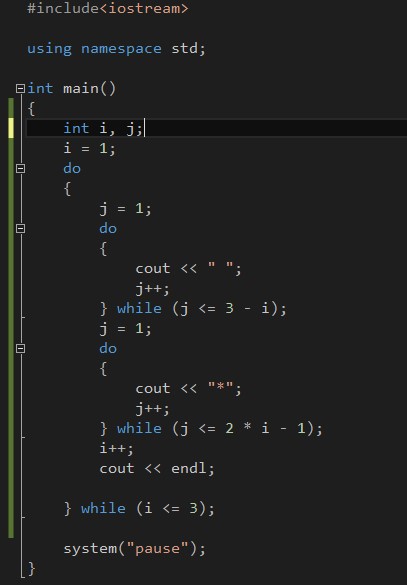 #include<iostream>
using namespace std;
int main()
{
int i, j;
i = 1;
do
{
j = 1;
do
{
cout << " ";
j++;
} while (j <= 3 - i);
j = 1;
do
{
cout << "*";
j++;
} while (j <= 2 * i - 1);
i++;
cout << endl;
} while (i <= 3);
system("pause");
}